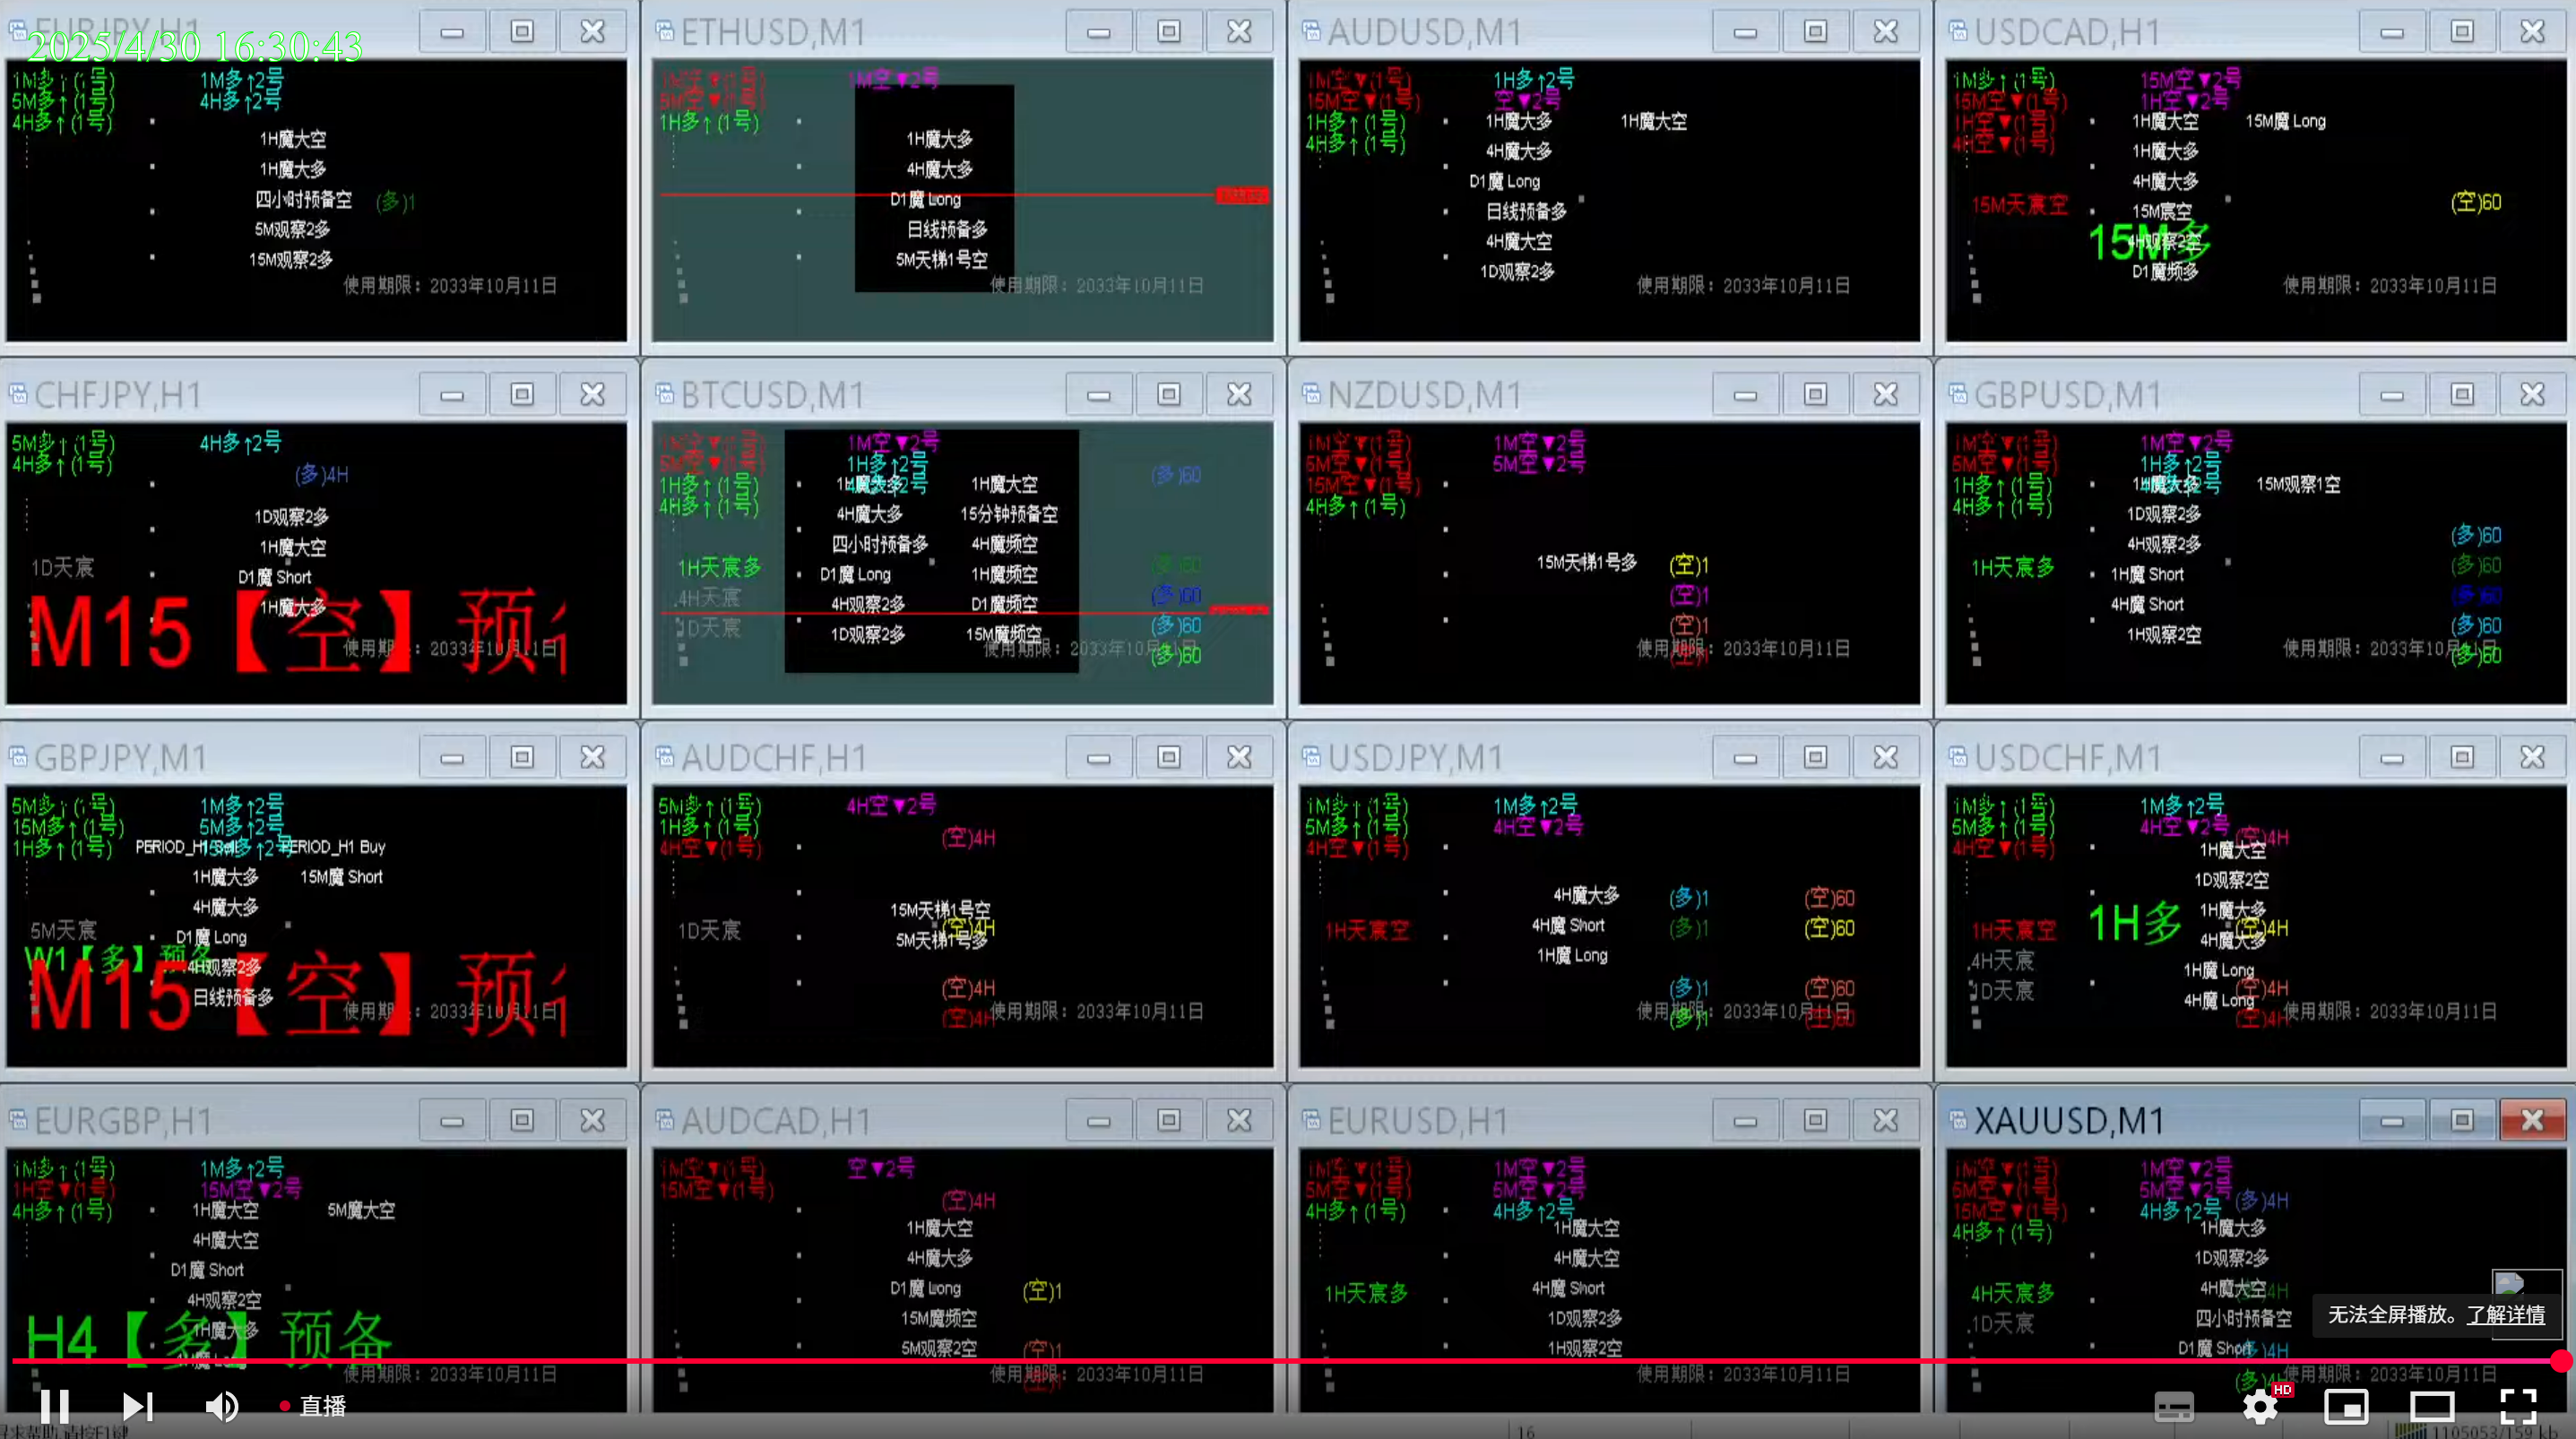 EURJPY,H1
2025/4/30 16:30:43
1M多↑(1号) 1M多↑2号
5M多↑(1号) 4H多↑2号
4H多↑(1号)
1H魔大空
1H魔大多
四小时预备空 (多)1
5M观察2多
15M观察2多
使用期限：2033年10月11日
ETHUSD,M1
1M空▼(1号) 1M空▼2号
5M空▼(1号)
1H多↑(1号)
1H魔大多
4H魔大多
D1魔 Long
日线预备多
5M天梯1号空
使用期限：2033年10月11日
AUDUSD,M1
1M空▼(1号) 1H多↑2号
15M空▼(1号) 空▼2号
1H多↑(1号) 1H魔大多 1H魔大空
4H多↑(1号) 4H魔大多
D1魔 Long
日线预备多
4H魔大空
1D观察2多
使用期限：2033年10月11日
USDCAD,H1
1M多↑(1号) 15M空▼2号
15M空▼(1号) 1H空▼2号
1H空▼(1号) 1H魔大空 15M魔 Long
4H空▼(1号) 1H魔大多
4H魔大多
15M天宸空 15M宸空 (空)60
15M多 4H观察2空
D1魔频多
使用期限：2033年10月11日
CHFJPY,H1
5M多↑(1号) 4H多↑2号
4H多↑(1号)
(多)4H
1D观察2多
1H魔大空
1D天宸 D1魔 Short
1H魔大多
M15【空】预
使用期 ：2033年10月11日
BTCUSD,M1
1M空▼(1号) 1M空▼2号
5M空▼(1号) 1H多↑2号
1H多↑(1号) 1H魔大多 1H魔大空 (多)60
4H多↑(1号) 4H魔大多 15分钟预备空
四小时预备多 4H魔频空
1H天宸多 D1魔 Long 1H魔频空 (多)60
4H天宸 4H观察2多 D1魔频空 (多)60
1D天宸 1D观察2多 15M魔频空 (多)60
使用期限：2033年10月11日 (多)60
NZDUSD,M1
1M空▼(1号) 1M空▼2号
5M空▼(1号) 5M空▼2号
15M空▼(1号)
4H多↑(1号)
15M天梯1号多 (空)1
(空)1
(空)1
(空)1
使用期限：2033年10月11日
GBPUSD,M1
1M空▼(1号) 1M空▼2号
5M空▼(1号) 1H多↑2号
1H多↑(1号) 1H魔大多 15M观察1空
4H多↑(1号) 1D观察2多
4H观察2多 (多)60
1H天宸多 1H魔 Short (多)60
4H魔 Short (多)60
1H观察2空 (多)60
使用期限：2033年10月11日 (多)60
GBPJPY,M1
5M多↑(1号) 1M多↑2号
15M多↑(1号) 5M多↑2号
1H多↑(1号) 15M多↑2号 PERIOD_H1 Buy
1H魔大多 15M魔 Short
4H魔大多
5M天宸 D1魔 Long
W1【多】预备 4H观察2多
日线预备多
M15【空】预
使用期 ：2033年10月11日
AUDCHF,H1
5M多↑(1号) 4H空▼2号
1H多↑(1号) (空)4H
4H空▼(1号)
15M天梯1号空
1D天宸 (空)4H
5M天梯1号多
(空)4H
(空)4H
使用期限：2033年10月11日
USDJPY,M1
1M多↑(1号) 1M多↑2号
5M多↑(1号) 4H空▼2号
4H空▼(1号)
4H魔大多 (多)1 (空)60
1H天宸空 4H魔 Short (多)1 (空)60
1H魔 Long
(多)1 (空)60
(多)1 (空)60
使用期限：2033年10月11日
USDCHF,M1
1M多↑(1号) 1M多↑2号
5M多↑(1号) 4H空▼2号 (空)4H
4H空▼(1号) 1H魔大空
1D观察2空
1H魔大多
1H天宸空 1H多 (空)4H
4H魔大多
4H天宸 1H魔 Long
1D天宸 (空)4H
4H魔 Long
(空)4H
使用期限：2033年10月11日
EURGBP,H1
1M多↑(1号) 1M多↑2号
1H空▼(1号) 15M空▼2号
4H多↑(1号) 1H魔大空 5M魔大空
4H魔大空
D1魔 Short
4H观察2空
1H魔大多
H4【多】预备
使用期限：2033年10月11日
AUDCAD,H1
1M空▼(1号) 空▼2号
15M空▼(1号) (空)4H
1H魔大空
4H魔大多
D1魔 Long (空)1
15M魔频空
5M观察2空 (空)1
使用期限：2033年10月11日
EURUSD,H1
1M空▼(1号) 1M空▼2号
5M空▼(1号) 5M空▼2号
4H多↑(1号) 4H多↑2号
1H魔大空
4H魔大空
1H天宸多 4H魔 Short
1D观察2多
1H观察2空
使用期限：2033年10月11日
XAUUSD,M1
1M空▼(1号) 1M空▼2号
5M空▼(1号) 5M空▼2号 (多)4H
15M空▼(1号) 4H多↑2号
4H多↑(1号) 1H魔大多
1D观察2多
4H天宸多 4H魔大空
1D天宸 四小时预备空
D1魔 Short (多)4H
使用期限：2033年10月11日
无法全屏播放。了解详情
直播
HD
16
1105053/159 kb